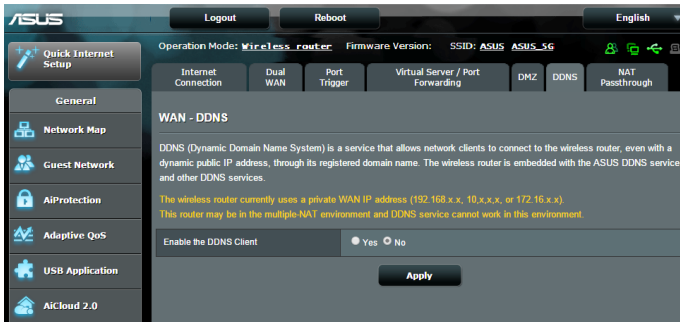 ASUS
Logout
Reboot
English
Quick Internet
Setup
Operation Mode: Wireless router Firmware Version: SSID: ASUS ASUS_5G
Internet
Connection
Dual
WAN
Port
Trigger
Virtual Server / Port
Forwarding
DMZ
DDNS
NAT
Passthrough
General
Network Map
Guest Network
AiProtection
Adaptive QoS
USB Application
AiCloud 2.0
WAN - DDNS
DDNS (Dynamic Domain Name System) is a service that allows network clients to connect to the wireless router, even with a
dynamic public IP address, through its registered domain name. The wireless router is embedded with the ASUS DDNS service
and other DDNS services.
The wireless router currently uses a private WAN IP address (192.168.x.x, 10,x,x,x, or 172.16.x.x).
This router may be in the multiple-NAT environment and DDNS service cannot work in this environment.
Enable the DDNS Client
Yes No
Apply